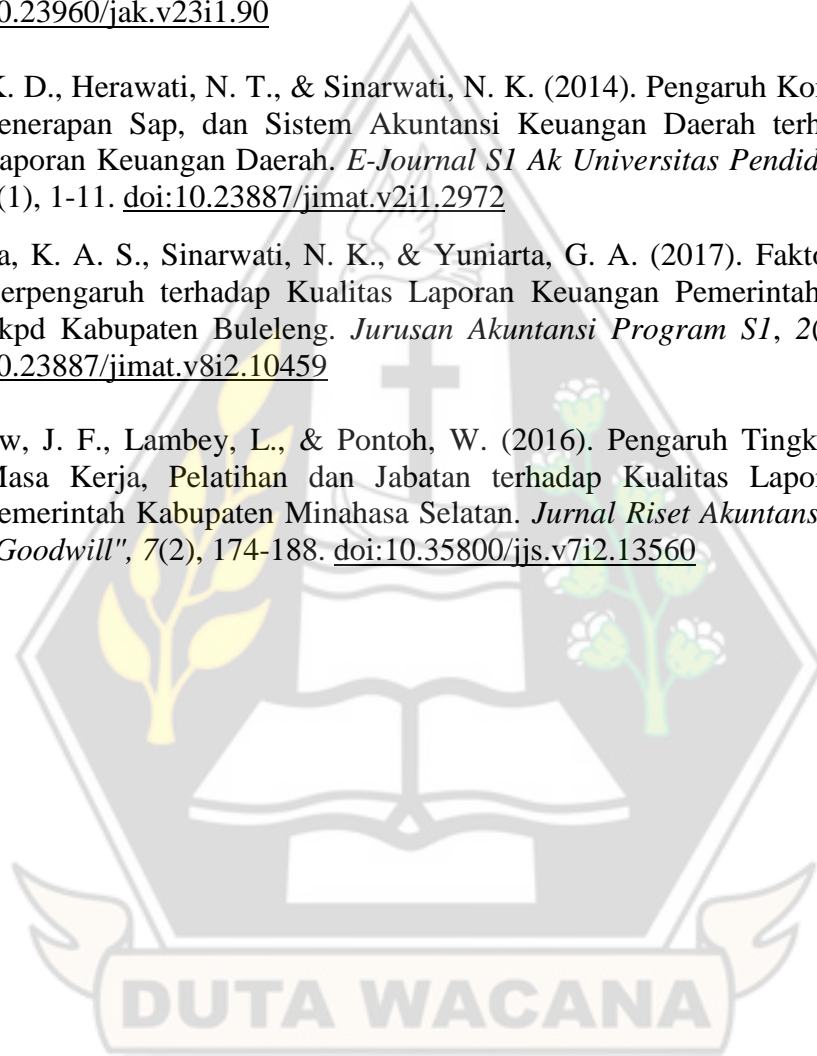 0.23960/jak.v23i1.90
K. D., Herawati, N. T., & Sinarwati, N. K. (2014). Pengaruh Kor
enerapan Sap, dan Sistem Akuntansi Keuangan Daerah terh
aporan Keuangan Daerah. E-Journal S1 Ak Universitas Pendid
(1), 1-11. doi:10.23887/jimat.v2i1.2972
a, K. A. S., Sinarwati, N. K., & Yuniarta, G. A. (2017). Fakto
erpengaruh terhadap Kualitas Laporan Keuangan Pemerintah
kpd Kabupaten Buleleng. Jurusan Akuntansi Program S1, 2(
0.23887/jimat.v8i2.10459
w, J. F., Lambey, L., & Pontoh, W. (2016). Pengaruh Tingk
Masa Kerja, Pelatihan dan Jabatan terhadap Kualitas Lapor
emerintah Kabupaten Minahasa Selatan. Jurnal Riset Akuntans
Goodwill", 7(2), 174-188. doi:10.35800/jjs.v7i2.13560
DUTA WACANA